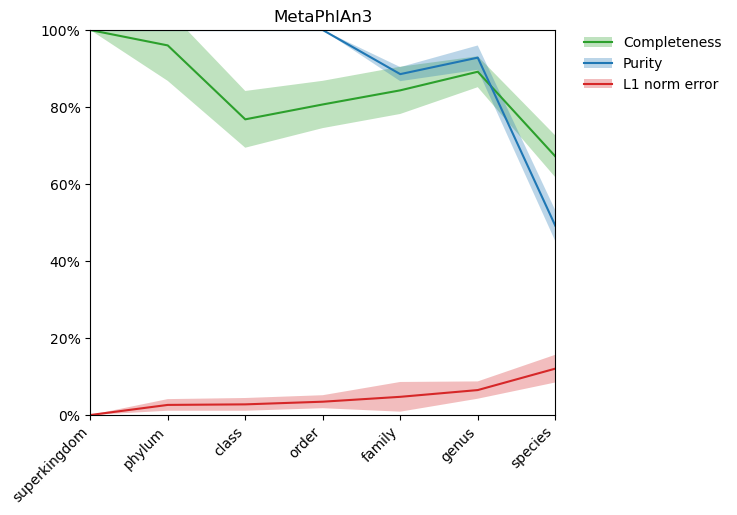 MetaPhlAn3
100%
80%
60%
40%
20%
0%
superkingdom
phylum
class
order
family
genus
species
Completeness
Purity
L1 norm error